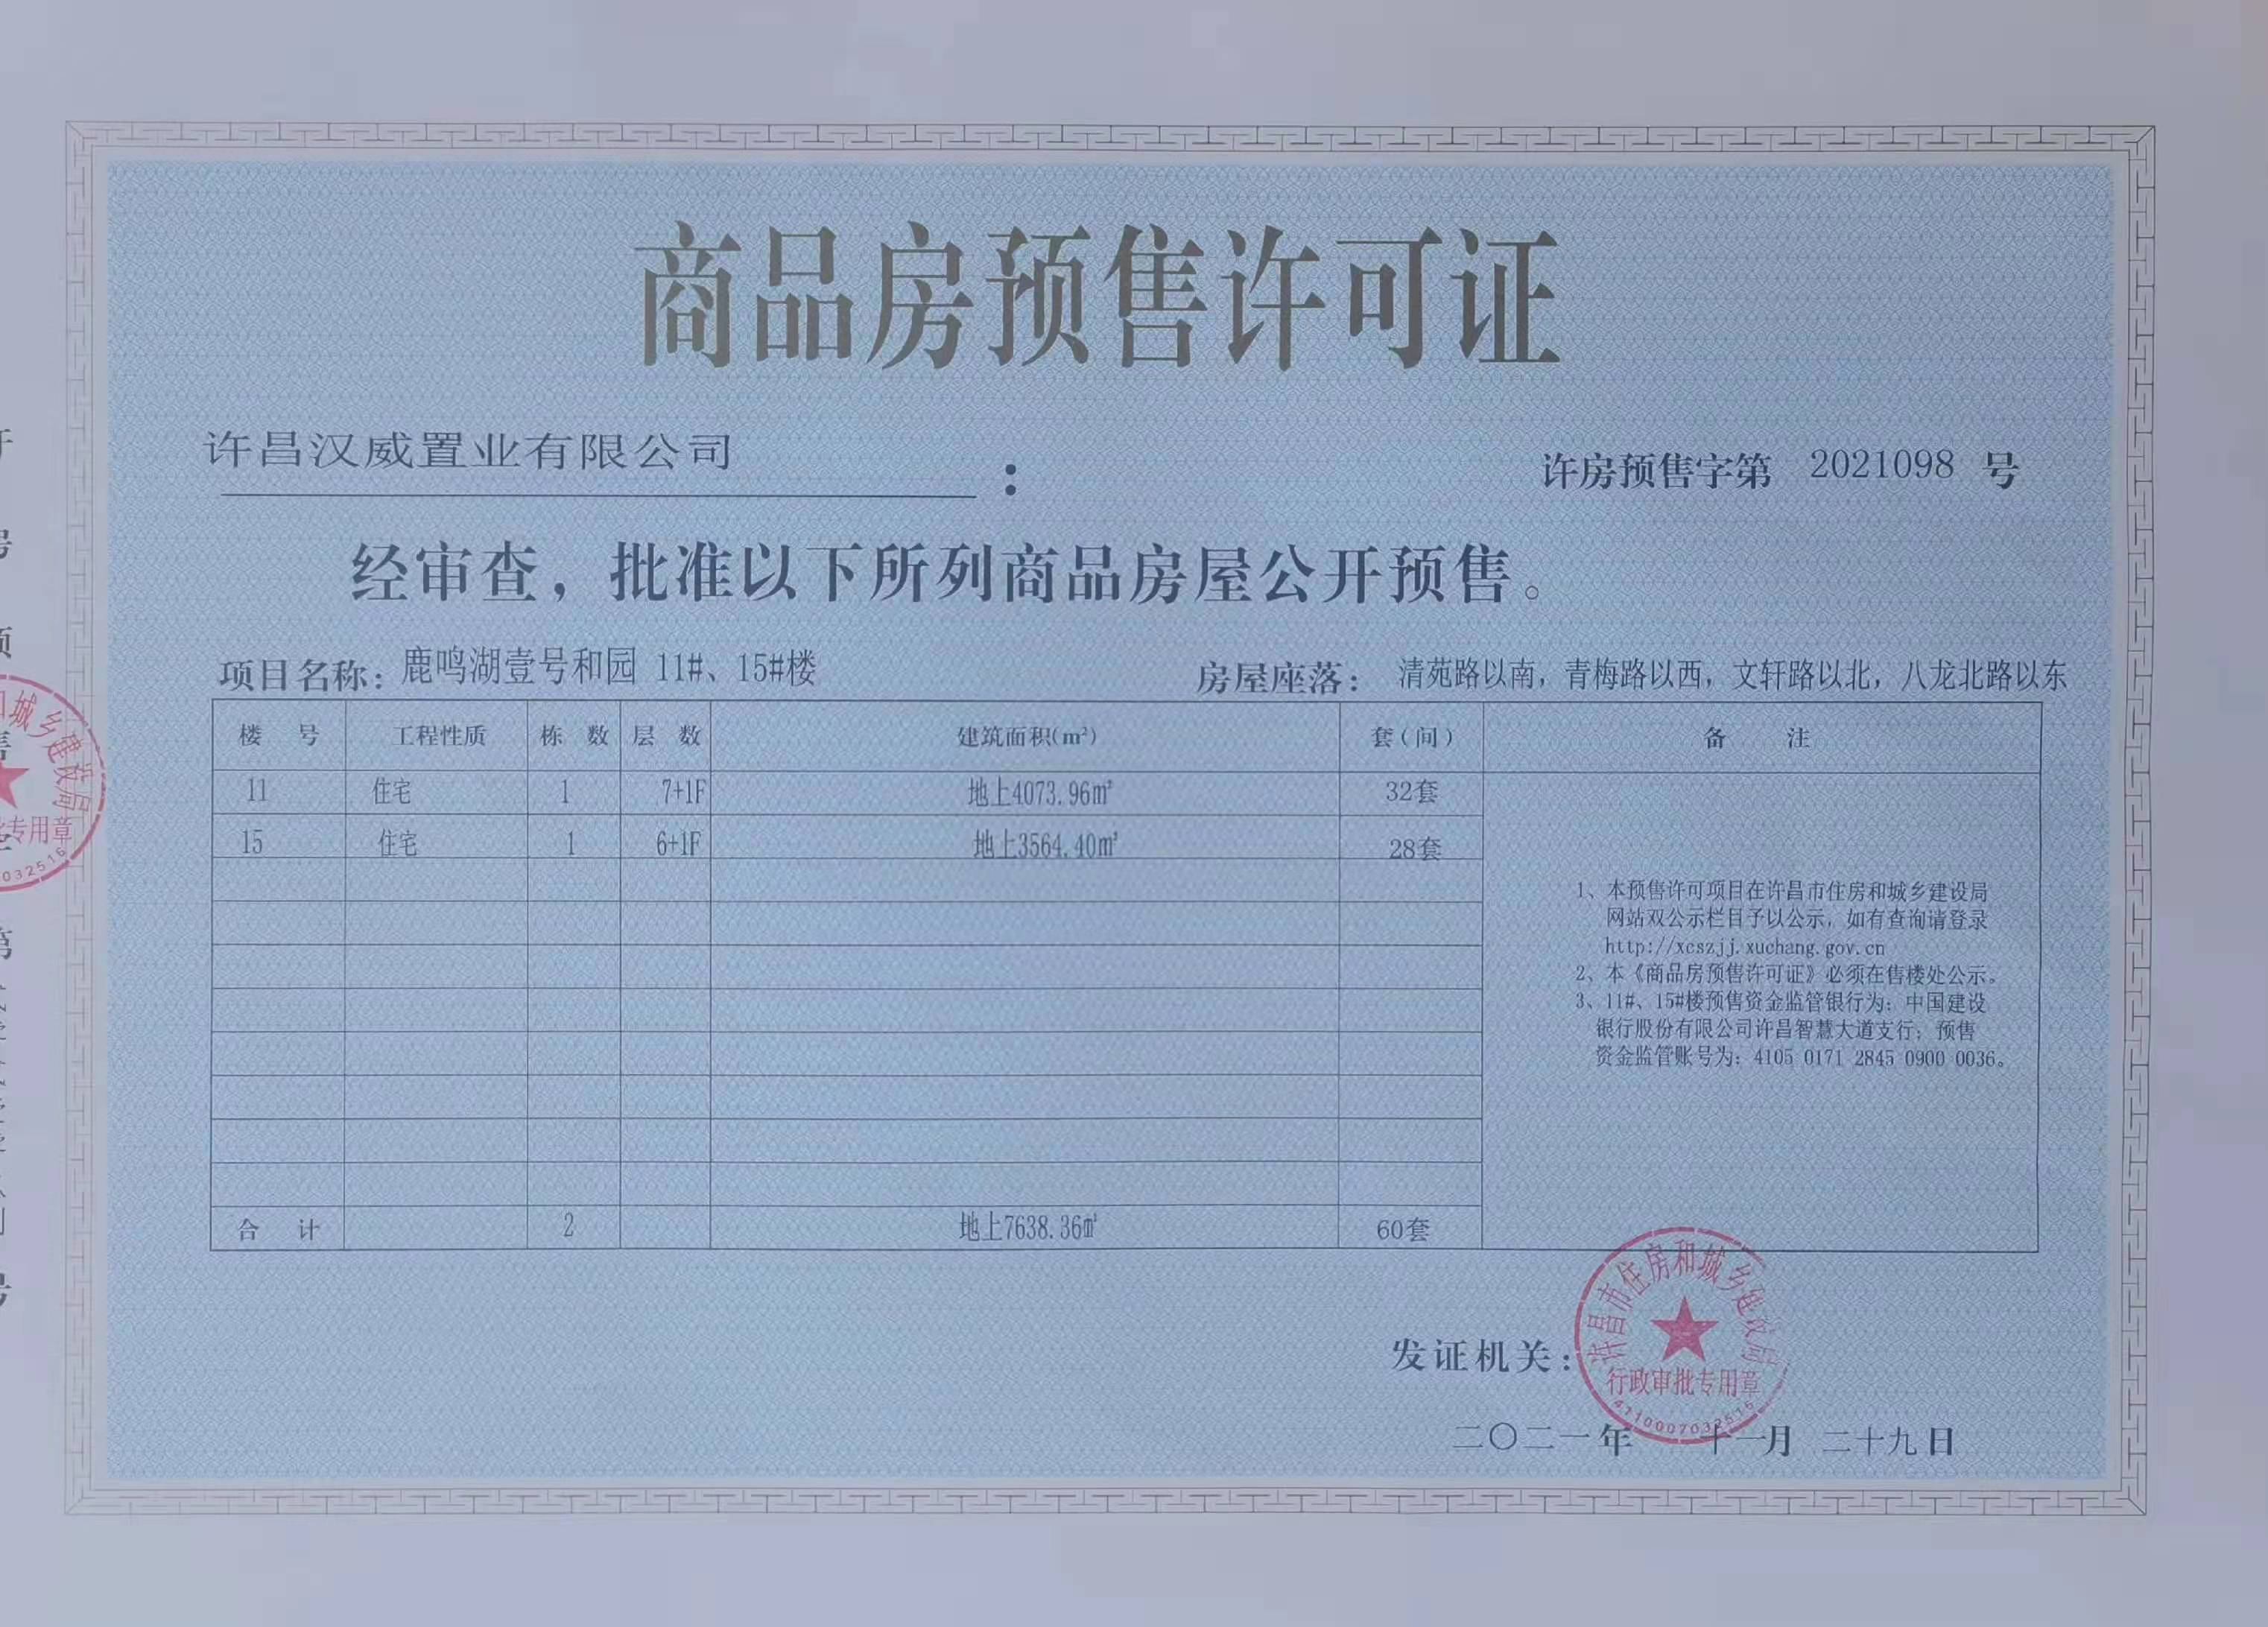 商品房预售许可证
许昌汉威置业有限公司：
许房预售字第 2021098 号
经审查，批准以下所列商品房屋公开预售。
项目名称：鹿鸣湖壹号和园 11#、15#楼
房屋座落：清苑路以南，青梅路以西，文轩路以北，八龙北路以东
楼 号 工程性质 栋 数 层 数 建筑面积(m²) 套(间) 备 注
11 住宅 1 7+1F 地上4073.96㎡ 32套
15 住宅 1 6+1F 地上3564.40㎡ 28套
1、本预售许可项目在许昌市住房和城乡建设局
网站双公示栏目予以公示，如有查询请登录
http://xcszjj.xuchang.gov.cn
2、本《商品房预售许可证》必须在售楼处公示。
3、11#、15#楼预售资金监管银行为：中国建设
银行股份有限公司许昌智慧大道支行；预售
资金监管账号为：4105 0171 2845 0900 0036。
合 计 2 地上7638.36㎡ 60套
发证机关：
许昌市住房和城乡建设局
行政审批专用章
4110007032516
二〇二一年 十一月 二十九日
和城乡建设局
专用章
032516